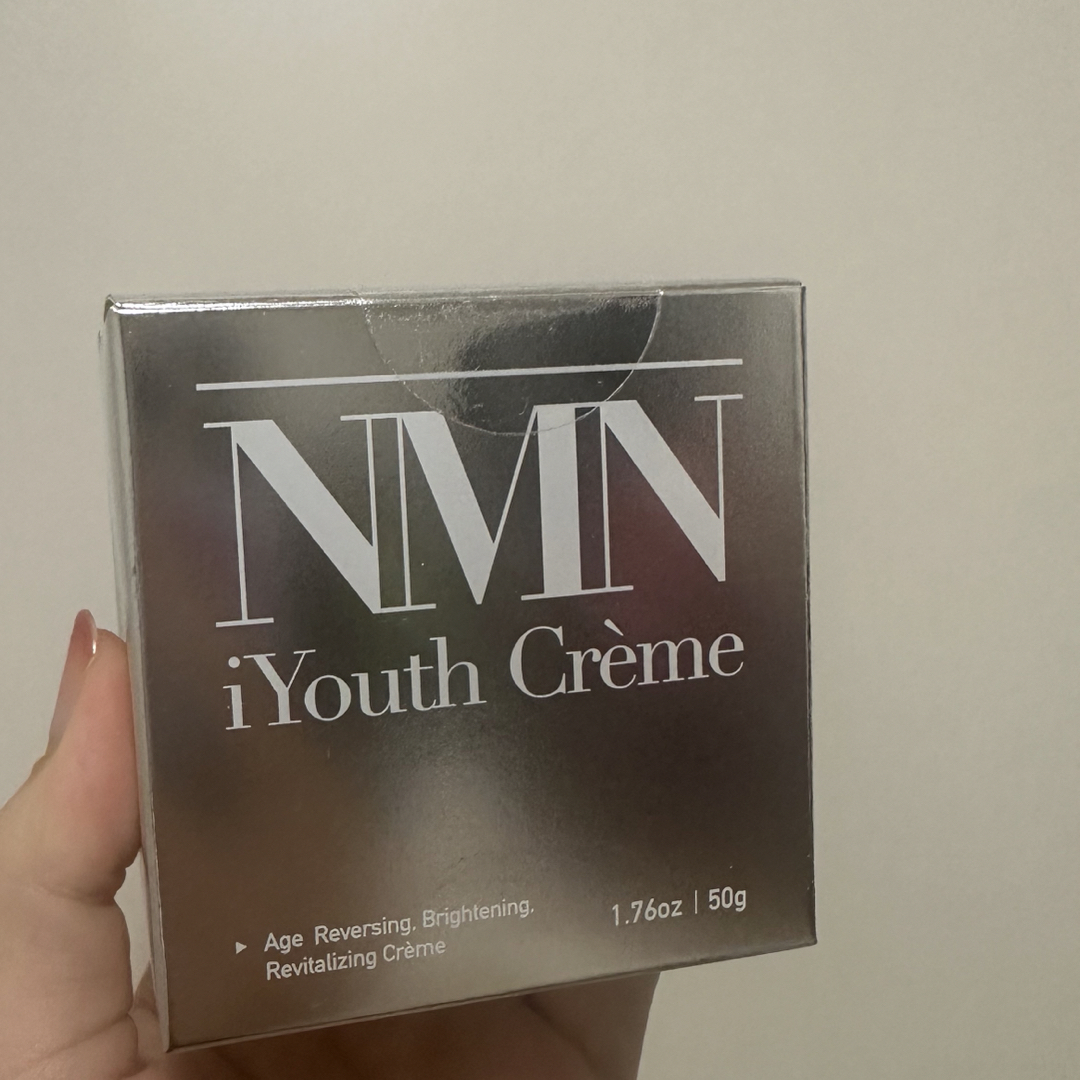 NMN
iYouth Crème
▸ Age Reversing, Brightening,
Revitalizing Crème
1.76oz | 50g